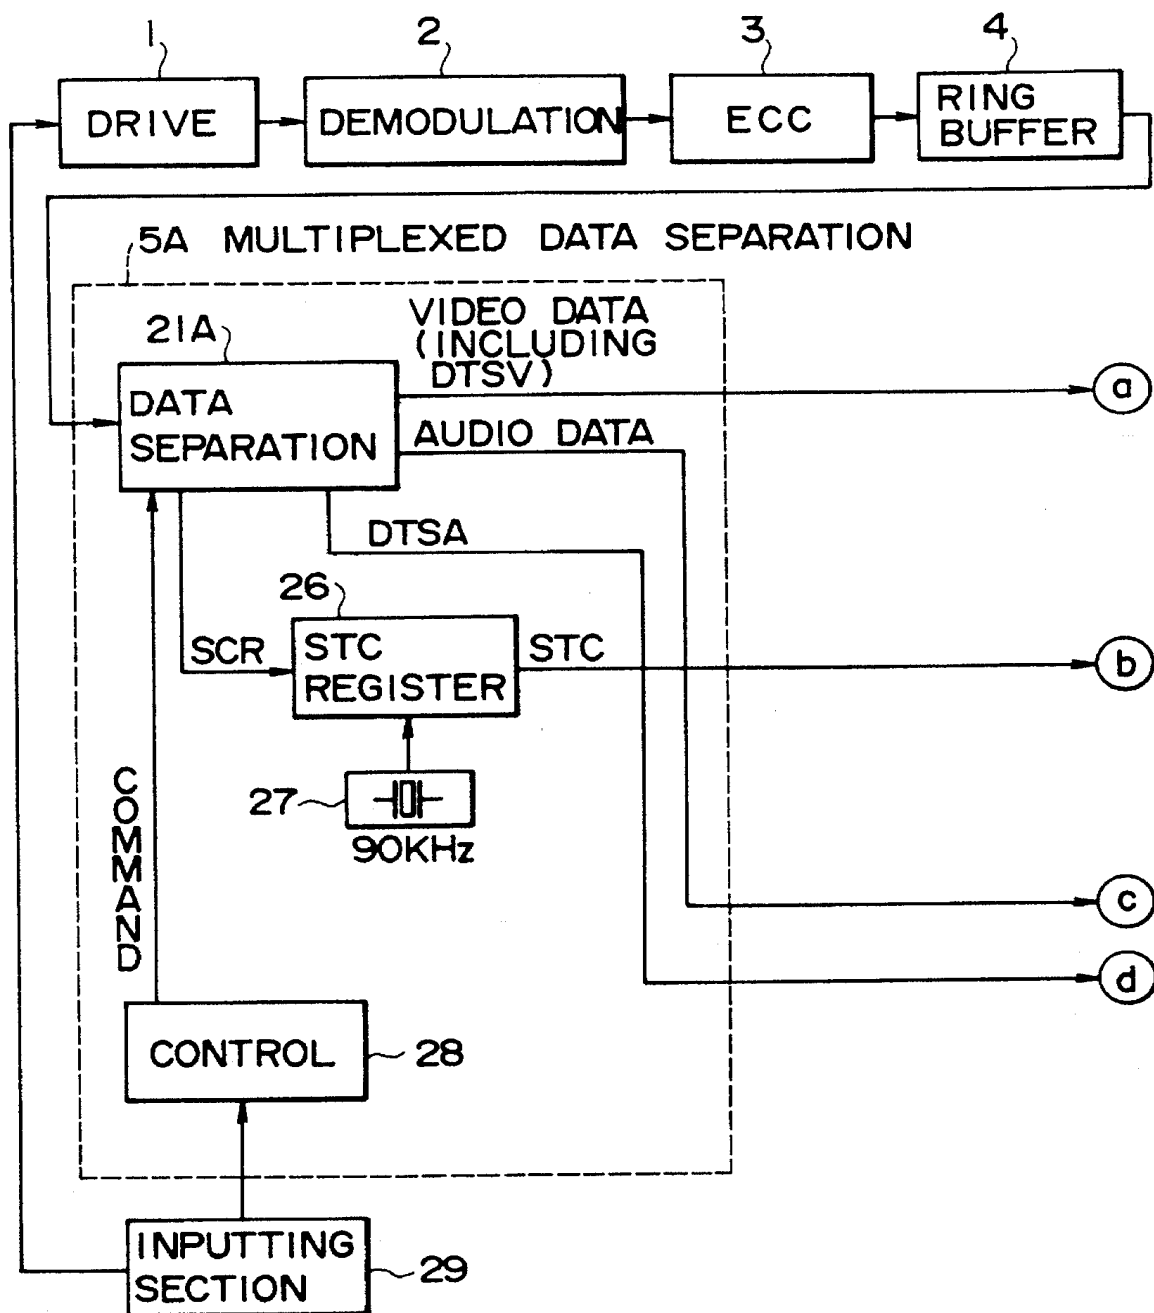 1
2
3
4
DRIVE
DEMODULATION
ECC
RING
BUFFER
5A MULTIPLEXED DATA SEPARATION
21A
VIDEO DATA
(INCLUDING
DTSV)
a
DATA
SEPARATION
AUDIO DATA
DTSA
26
SCR
STC
REGISTER
STC
b
COMMAND
27
90KHz
c
d
CONTROL
28
INPUTTING
SECTION
29